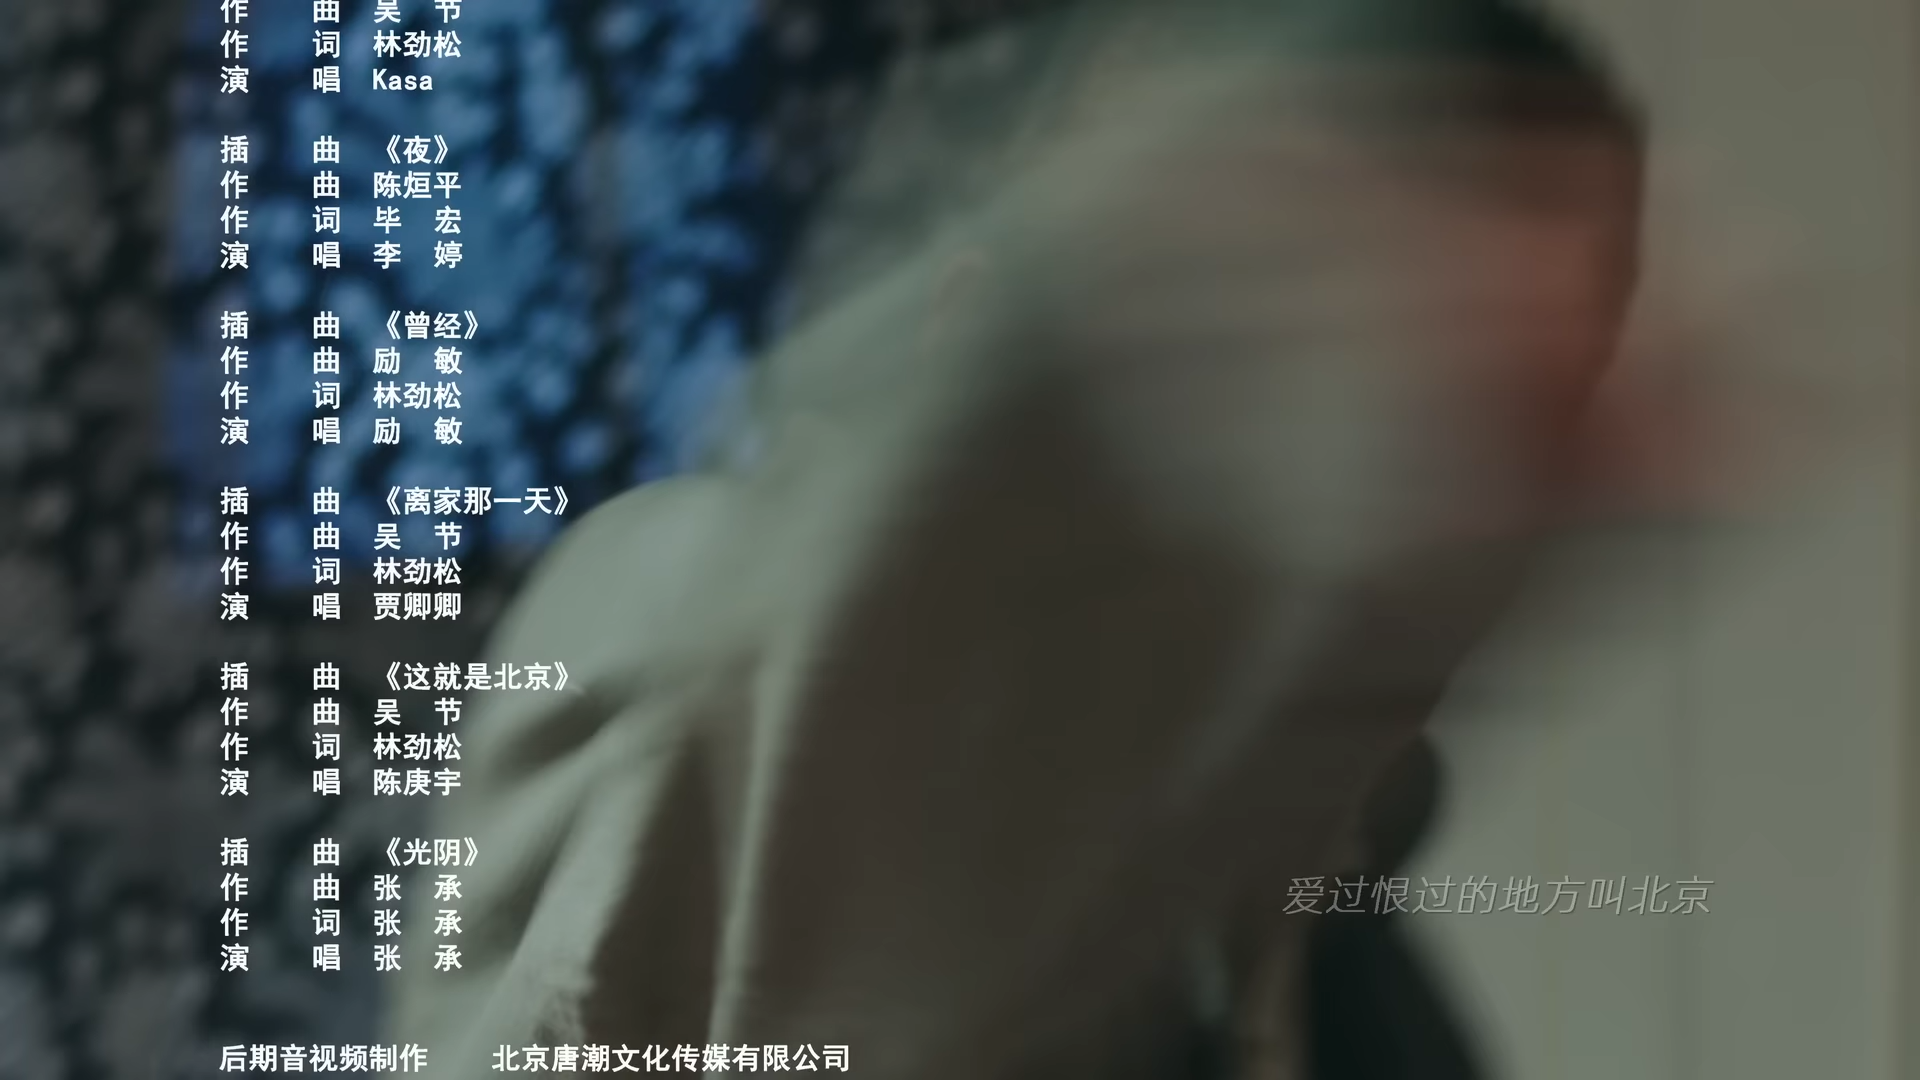 作 曲 吴 节
作 词 林劲松
演 唱 Kasa
插 曲 《夜》
作 曲 陈烜平
作 词 毕 宏
演 唱 李 婷
插 曲 《曾经》
作 曲 励 敏
作 词 林劲松
演 唱 励 敏
插 曲 《离家那一天》
作 曲 吴 节
作 词 林劲松
演 唱 贾卿卿
插 曲 《这就是北京》
作 曲 吴 节
作 词 林劲松
演 唱 陈庚宇
插 曲 《光阴》
作 曲 张 承
作 词 张 承
演 唱 张 承
爱过恨过的地方叫北京
后期音视频制作 北京唐潮文化传媒有限公司